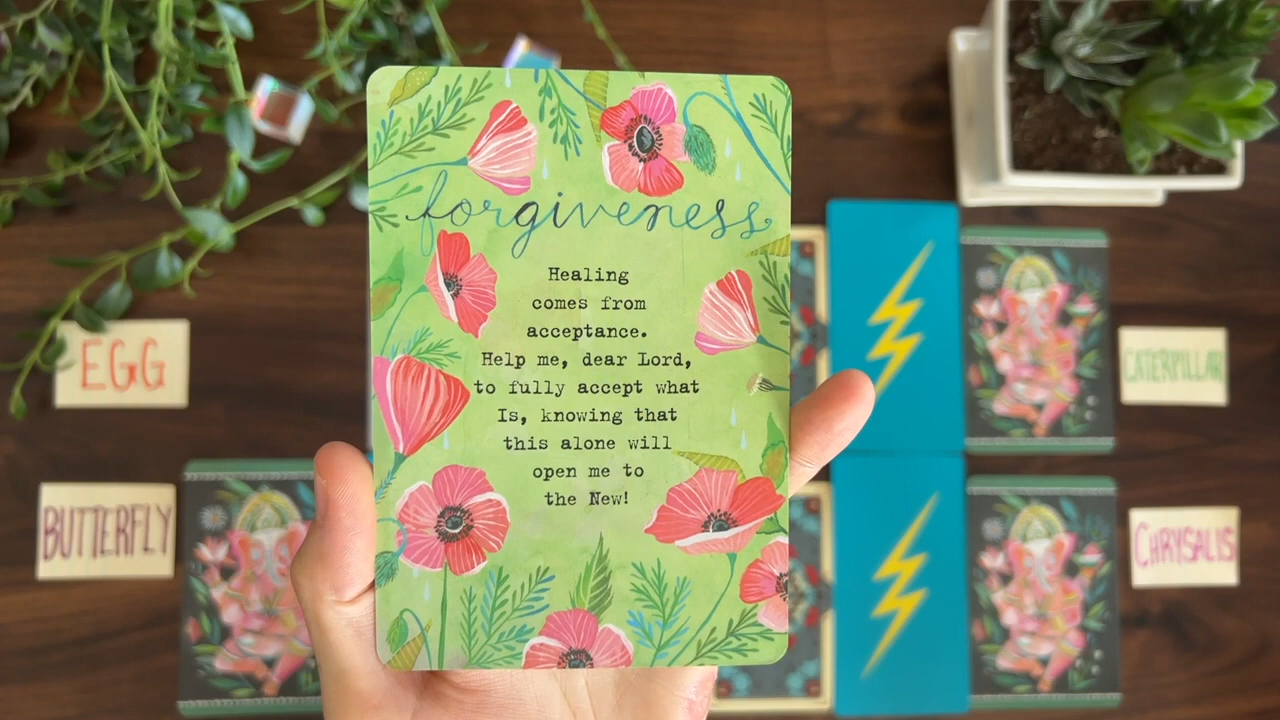 forgiveness
Healing
comes from
acceptance.
Help me, dear Lord,
to fully accept what
Is, knowing that
this alone will
open me to
the New!
EGG
CATERPILLAR
BUTTERFLY
CHRYSALIS